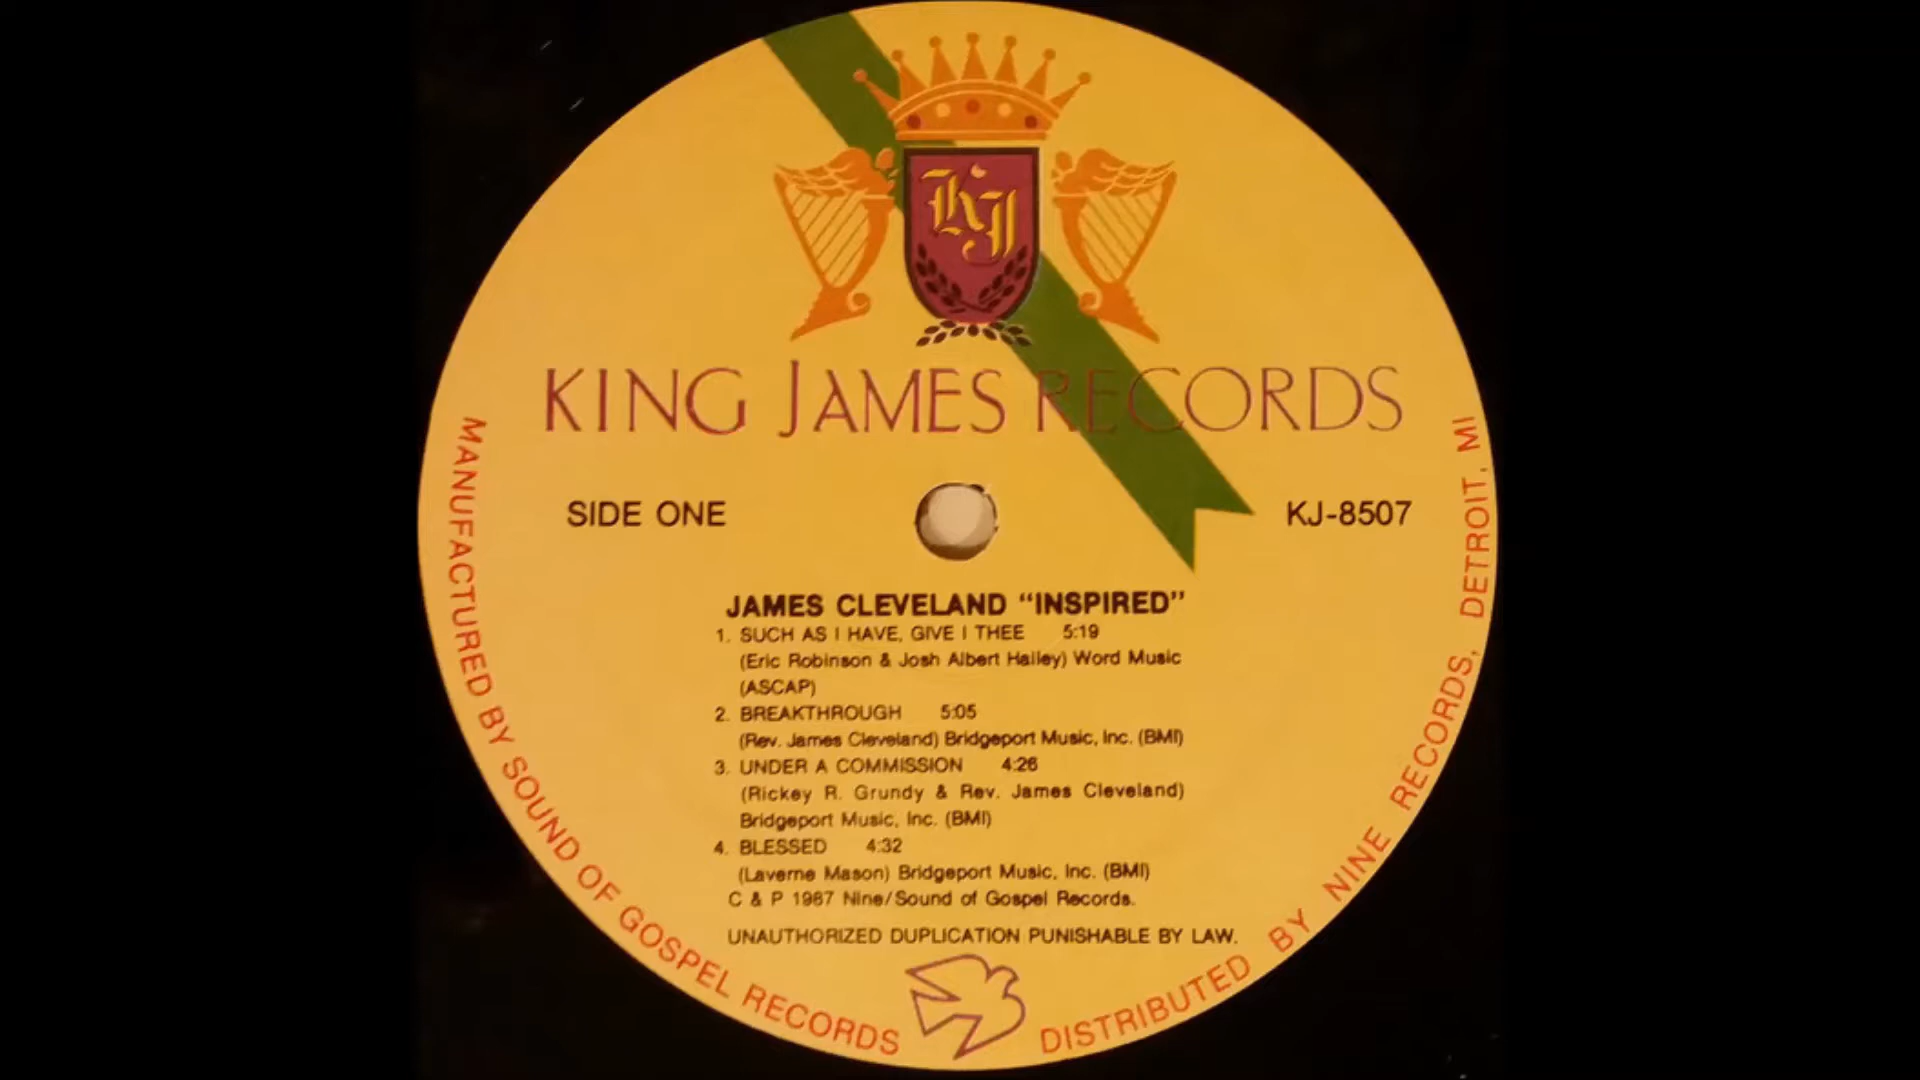 KJ
KING JAMES RECORDS
SIDE ONE
KJ-8507
JAMES CLEVELAND “INSPIRED”
1. SUCH AS I HAVE, GIVE I THEE 5:19
(Eric Robinson & Josh Albert Hailey) Word Music
(ASCAP)
2. BREAKTHROUGH 5:05
(Rev. James Cleveland) Bridgeport Music, Inc. (BMI)
3. UNDER A COMMISSION 4:26
(Rickey R. Grundy & Rev. James Cleveland)
Bridgeport Music, Inc. (BMI)
4. BLESSED 4:32
(Laverne Mason) Bridgeport Music, Inc. (BMI)
C & P 1987 Nine/Sound of Gospel Records.
UNAUTHORIZED DUPLICATION PUNISHABLE BY LAW.
MANUFACTURED BY SOUND OF GOSPEL RECORDS
DISTRIBUTED BY NINE RECORDS, DETROIT, MI